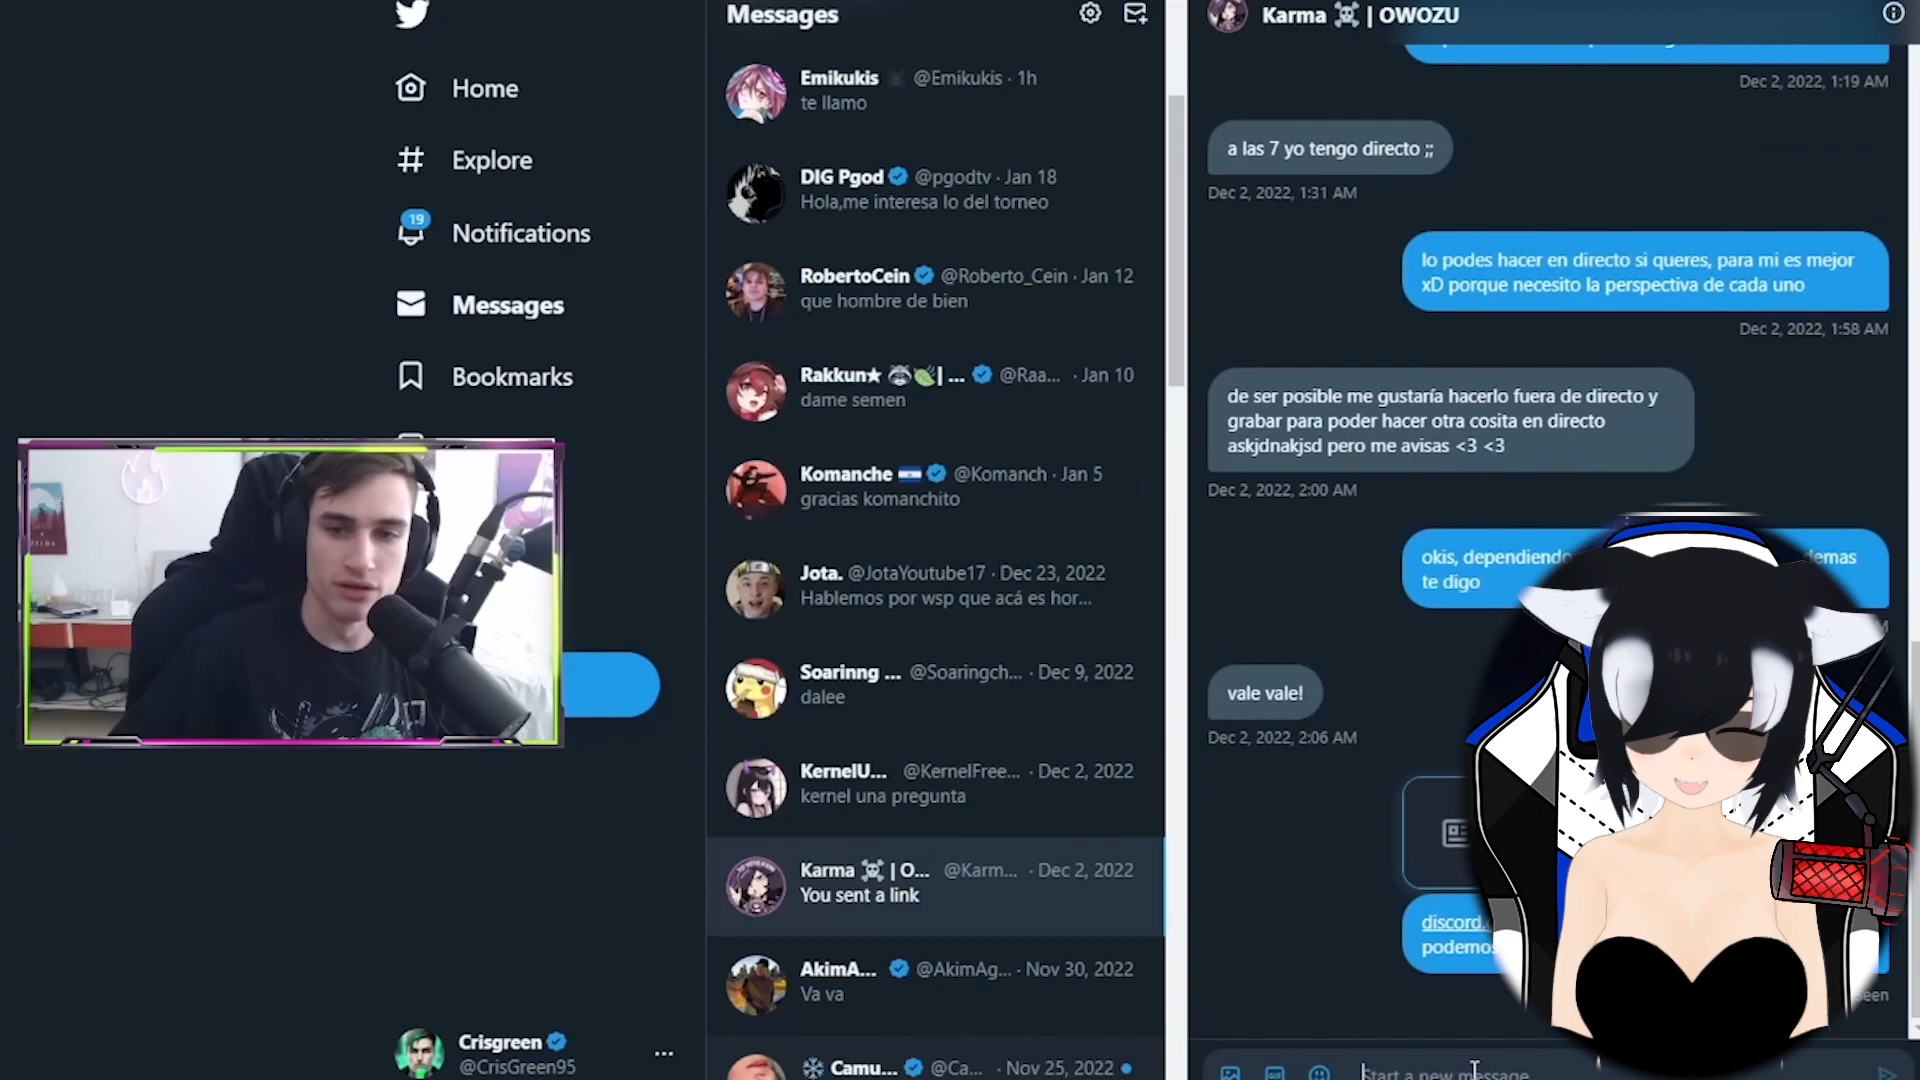 Home
Explore
19
Notifications
Messages
Bookmarks
Crisgreen
@CrisGreen95
...
Messages
Emikukis @Emikukis · 1h
te llamo
DIG Pgod @pgodtv · Jan 18
Hola,me interesa lo del torneo
RobertoCein @Roberto_Cein · Jan 12
que hombre de bien
Rakkun★ | ... @Raa... · Jan 10
dame semen
Komanche @Komanch · Jan 5
gracias komanchito
Jota. @JotaYoutube17 · Dec 23, 2022
Hablemos por wsp que acá es hor...
Soarinng ... @Soaringch... · Dec 9, 2022
dalee
KernelU... @KernelFree... · Dec 2, 2022
kernel una pregunta
Karma ☠ | O... @Karm... · Dec 2, 2022
You sent a link
AkimA... @AkimAg... · Nov 30, 2022
Va va
❄ Camu... @Ca... · Nov 25, 2022
Karma ☠ | OWOZU
Dec 2, 2022, 1:19 AM
a las 7 yo tengo directo ;;
Dec 2, 2022, 1:31 AM
lo podes hacer en directo si queres, para mi es mejor
xD porque necesito la perspectiva de cada uno
Dec 2, 2022, 1:58 AM
de ser posible me gustaría hacerlo fuera de directo y
grabar para poder hacer otra cosita en directo
askjdnakjsd pero me avisas <3 <3
Dec 2, 2022, 2:00 AM
okis, dependiendo demas
te digo
vale vale!
Dec 2, 2022, 2:06 AM
discord.
podemos
GIF
Start a new message